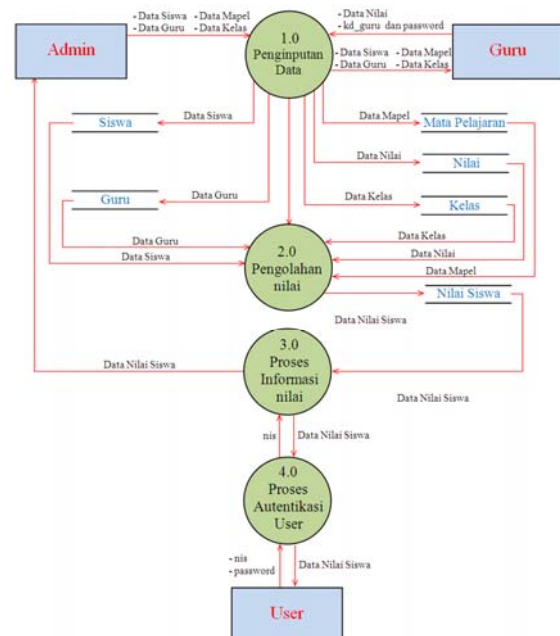 Admin
- Data Siswa - Data Mapel
- Data Guru - Data Kelas
1.0
Penginputan
Data
- Data Nilai
- kd_guru dan password
- Data Siswa - Data Mapel
- Data Guru - Data Kelas
Guru
Siswa
Data Siswa
Data Mapel
Mata Pelajaran
Data Nilai
Nilai
Guru
Data Guru
Data Kelas
Kelas
Data Guru
Data Siswa
2.0
Pengolahan
nilai
Data Kelas
Data Nilai
Data Mapel
Nilai Siswa
Data Nilai Siswa
Data Nilai Siswa
3.0
Proses
Informasi
nilai
Data Nilai Siswa
nis
Data Nilai Siswa
4.0
Proses
Autentikasi
User
- nis
- password
Data Nilai Siswa
User